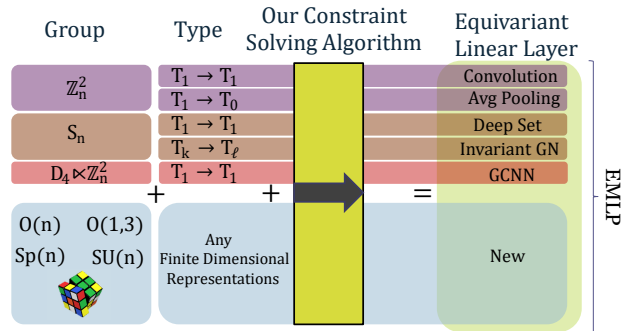 Group
Type
Our Constraint
Solving Algorithm
Equivariant
Linear Layer
ℤ²ₙ
T₁ → T₁
Convolution
T₁ → T₀
Avg Pooling
Sₙ
T₁ → T₁
Deep Set
Tₖ → Tℓ
Invariant GN
D₄⋉ℤ²ₙ
T₁ → T₁
GCNN
+
+
=
O(n)
O(1,3)
Sp(n)
SU(n)
Any
Finite Dimensional
Representations
New
EMLP